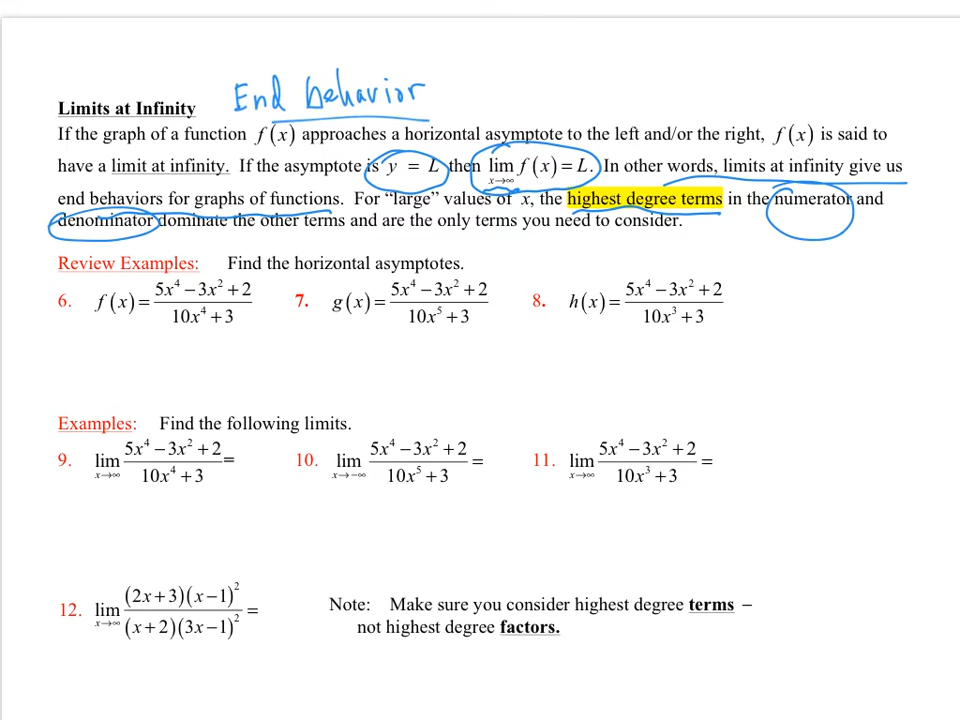 End behavior
Limits at Infinity
If the graph of a function f(x) approaches a horizontal asymptote to the left and/or the right, f(x) is said to
have a limit at infinity. If the asymptote is y = L then lim x→∞ f(x) = L. In other words, limits at infinity give us
end behaviors for graphs of functions. For “large” values of x, the highest degree terms in the numerator and
denominator dominate the other terms and are the only terms you need to consider.
Review Examples: Find the horizontal asymptotes.
6. f(x) = (5x⁴ − 3x² + 2)/(10x⁴ + 3) 7. g(x) = (5x⁴ − 3x² + 2)/(10x⁵ + 3) 8. h(x) = (5x⁴ − 3x² + 2)/(10x³ + 3)
Examples: Find the following limits.
9. lim x→∞ (5x⁴ − 3x² + 2)/(10x⁴ + 3) = 10. lim x→−∞ (5x⁴ − 3x² + 2)/(10x⁵ + 3) = 11. lim x→∞ (5x⁴ − 3x² + 2)/(10x³ + 3) =
12. lim x→∞ (2x+3)(x−1)²/(x+2)(3x−1)² = Note: Make sure you consider highest degree terms –
not highest degree factors.